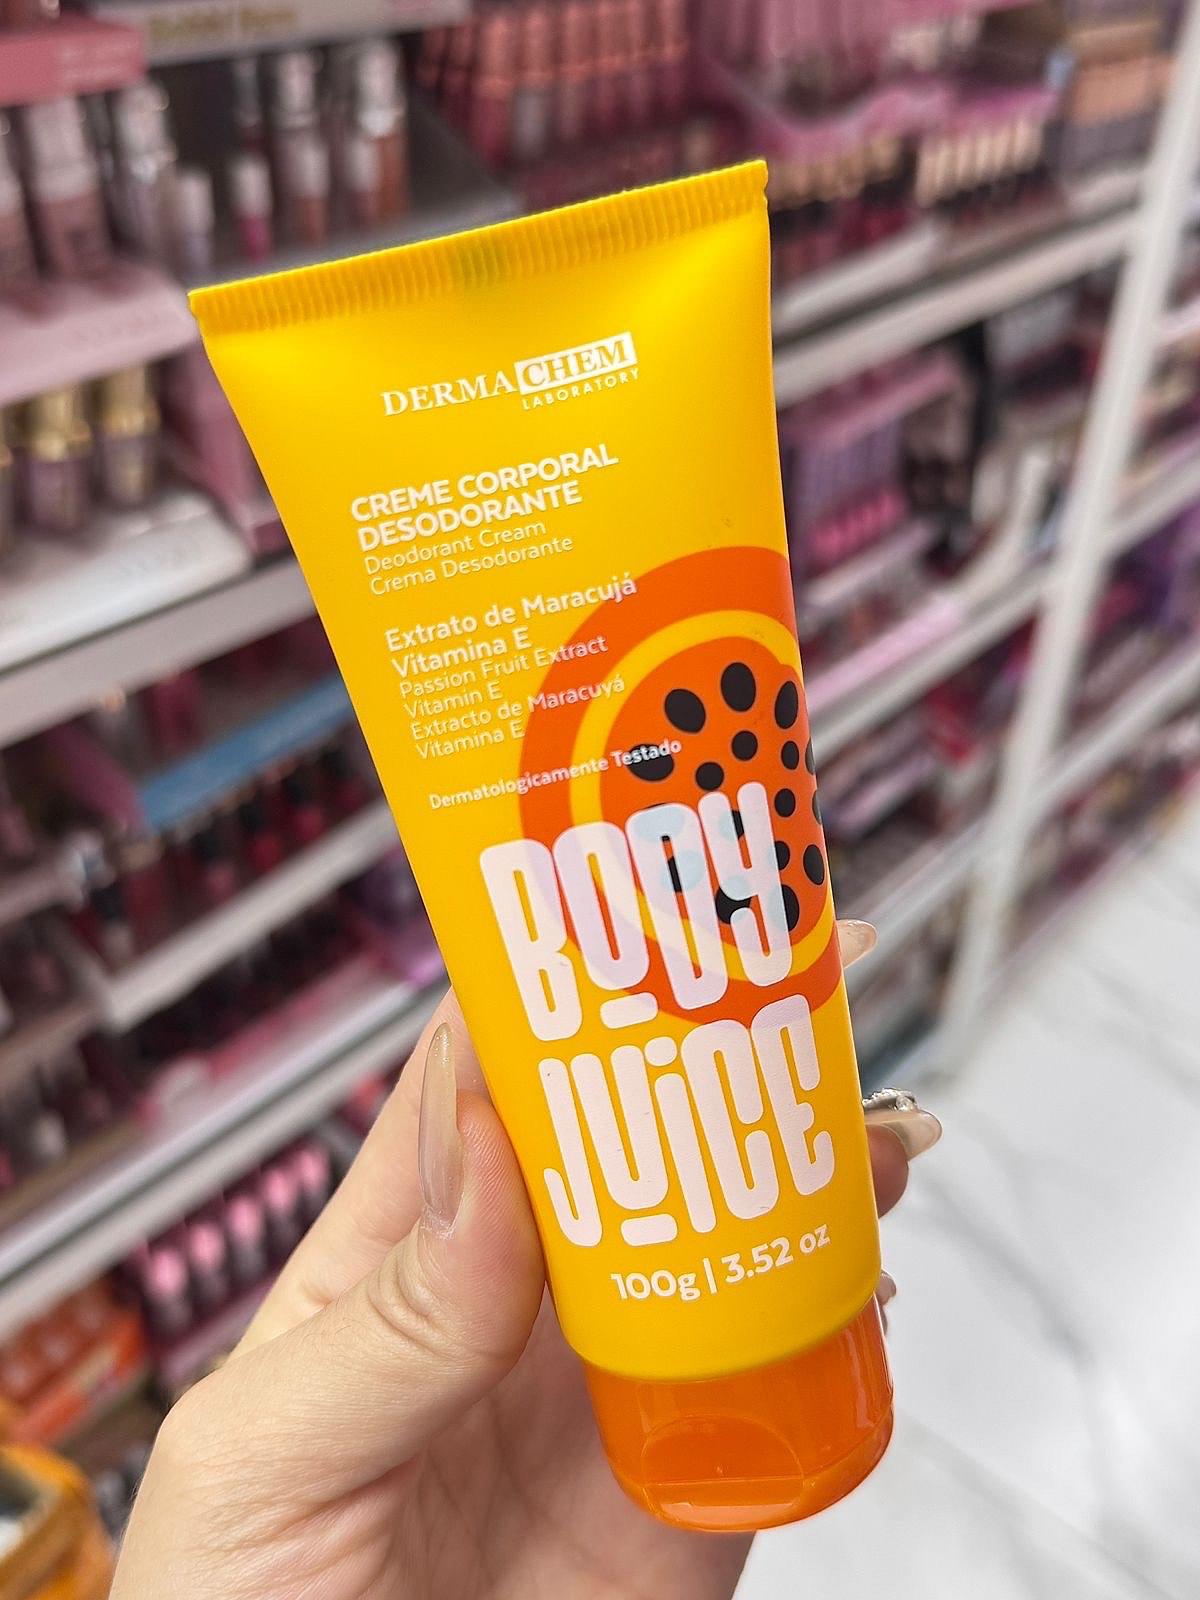 DERMACHEM
LABORATORY
CREME CORPORAL
DESODORANTE
Deodorant Cream
Crema Desodorante
Extrato de Maracujá
Vitamina E
Passion Fruit Extract
Vitamin E
Extracto de Maracuyá
Vitamina E
Dermatologicamente Testado
BODY
JUICE
100g | 3.52 oz